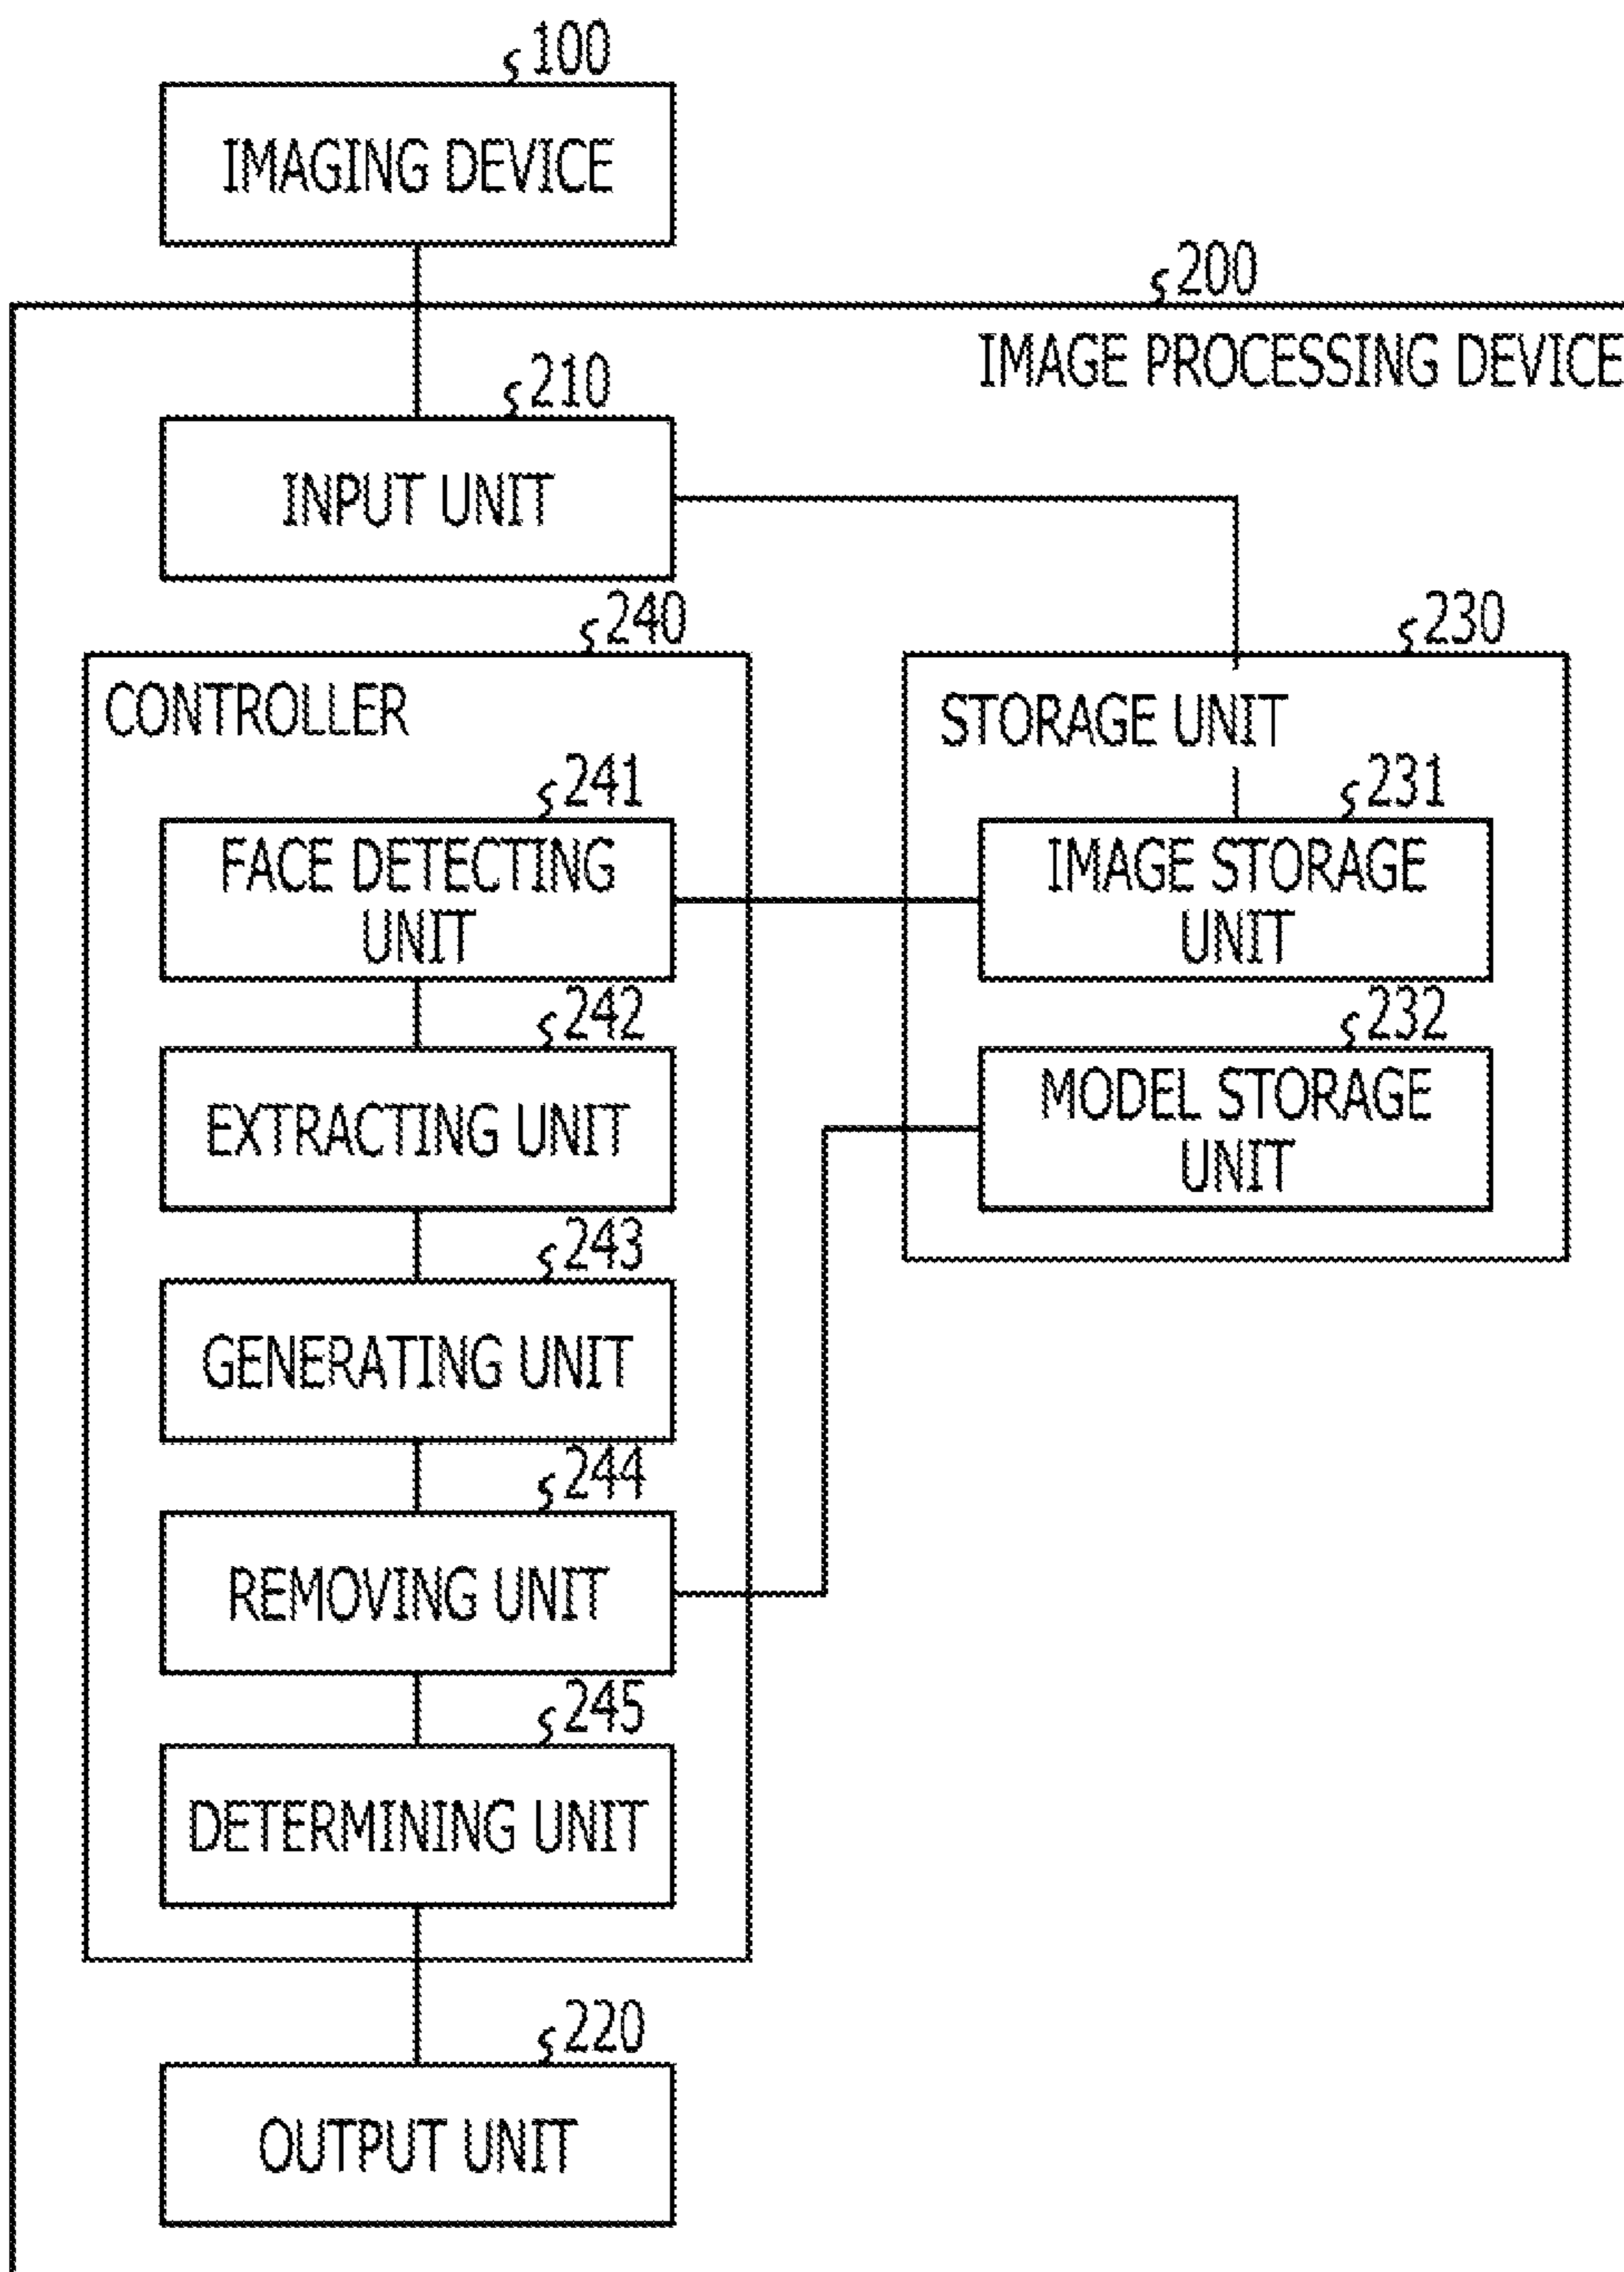 100
IMAGING DEVICE
200
IMAGE PROCESSING DEVICE
210
INPUT UNIT
240
CONTROLLER
230
STORAGE UNIT
241
FACE DETECTING
UNIT
231
IMAGE STORAGE
UNIT
242
EXTRACTING UNIT
232
MODEL STORAGE
UNIT
243
GENERATING UNIT
244
REMOVING UNIT
245
DETERMINING UNIT
220
OUTPUT UNIT